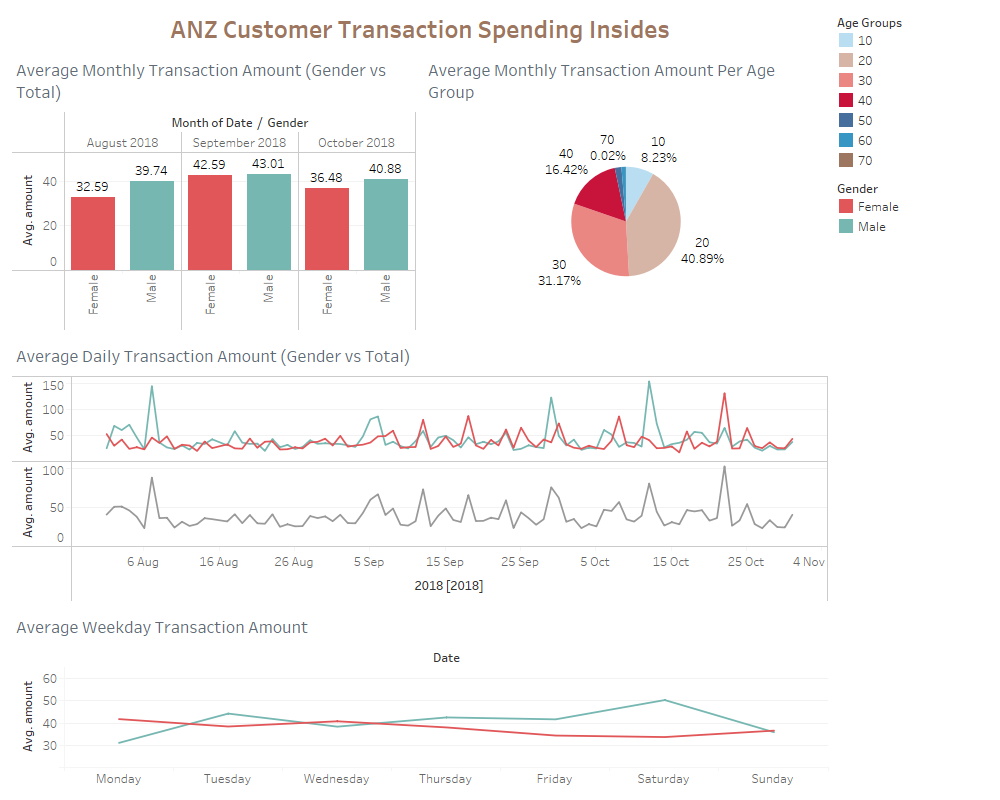 ANZ Customer Transaction Spending Insides
Average Monthly Transaction Amount (Gender vs
Total)
Month of Date / Gender
August 2018
September 2018
October 2018
Avg. amount
40
20
0
32.59
39.74
42.59
43.01
36.48
40.88
Female
Male
Female
Male
Female
Male
Average Monthly Transaction Amount Per Age
Group
70
0.02%
10
8.23%
40
16.42%
20
40.89%
30
31.17%
Age Groups
10
20
30
40
50
60
70
Gender
Female
Male
Average Daily Transaction Amount (Gender vs Total)
Avg. amount
150
100
50
Avg. amount
100
50
0
6 Aug
16 Aug
26 Aug
5 Sep
15 Sep
25 Sep
5 Oct
15 Oct
25 Oct
4 Nov
2018 [2018]
Average Weekday Transaction Amount
Date
Avg. amount
60
50
40
30
Monday
Tuesday
Wednesday
Thursday
Friday
Saturday
Sunday